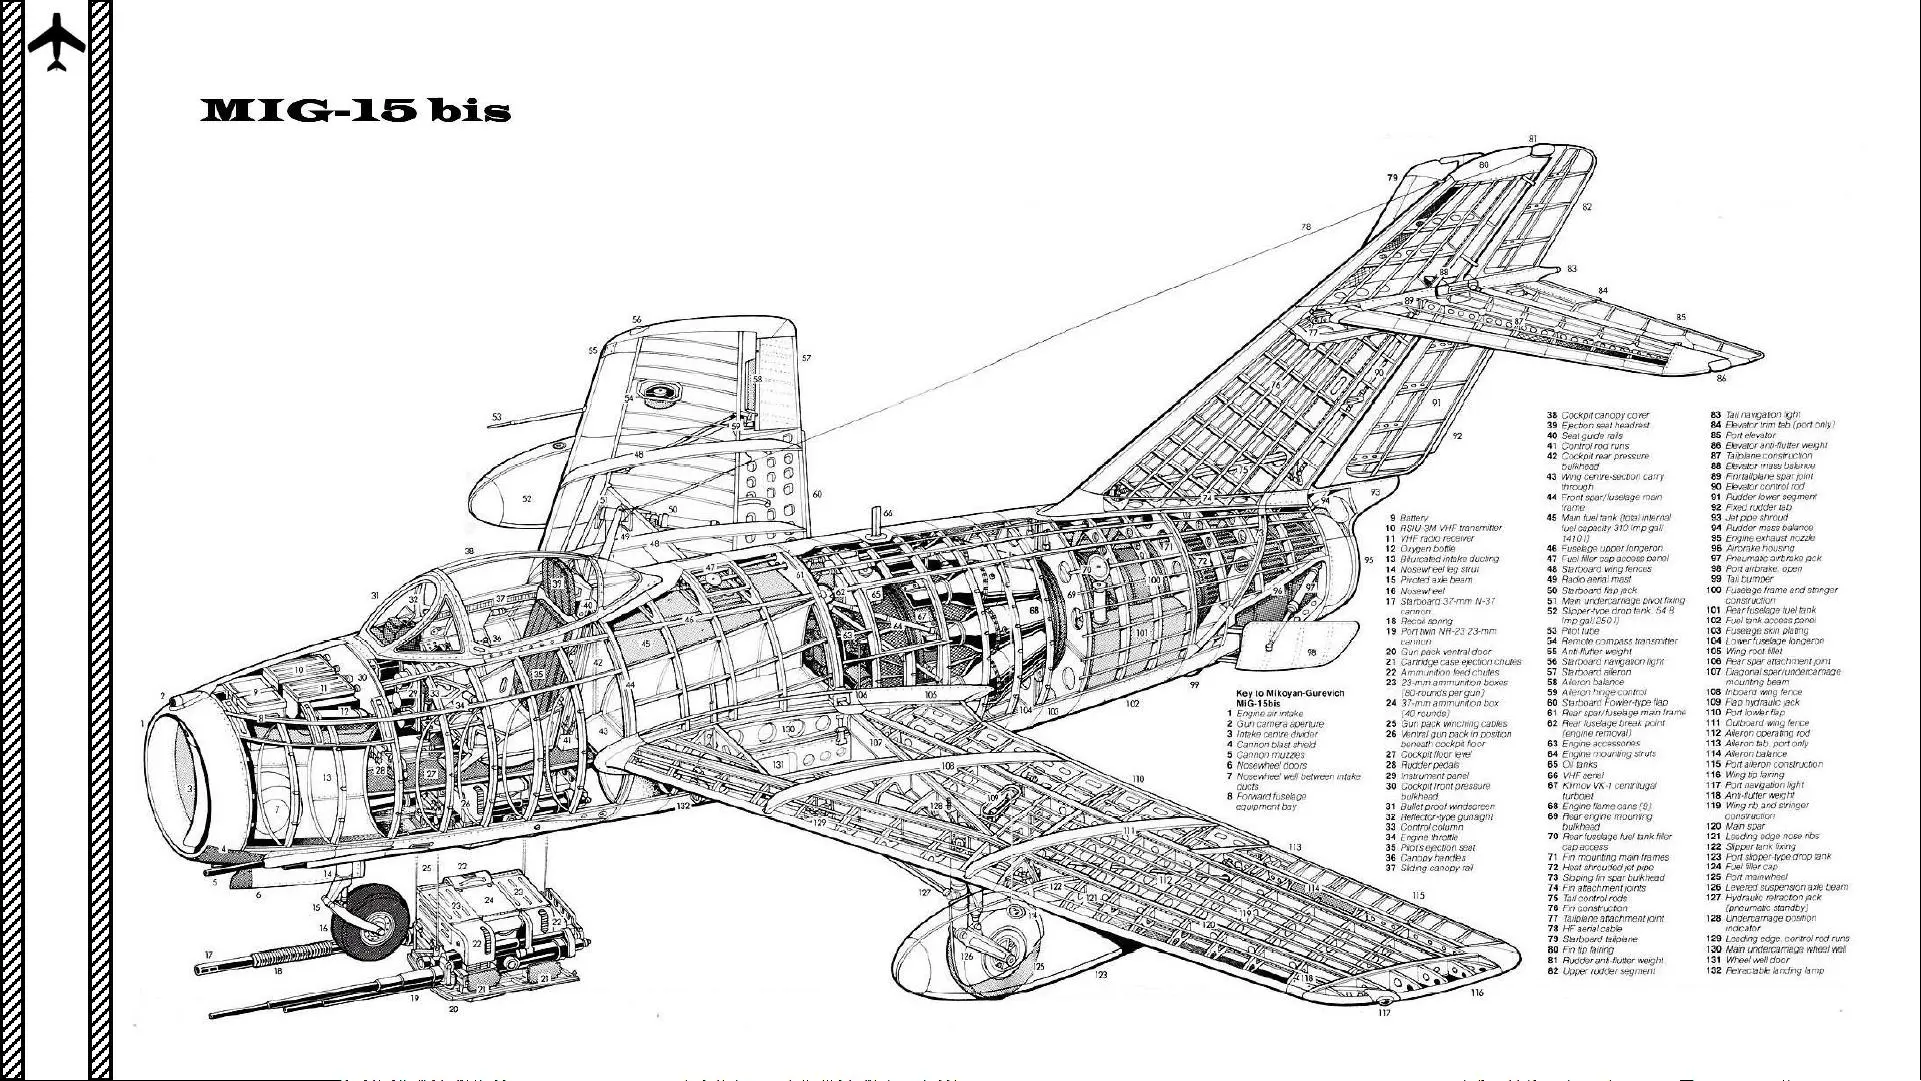 MIG-15 bis
Key to Mikoyan-Gurevich
MiG-15bis
1 Engine air intake
2 Gun camera aperture
3 Intake centre divider
4 Cannon blast shield
5 Cannon muzzles
6 Nosewheel doors
7 Nosewheel well between intake
ducts
8 Forward fuselage
equipment bay
9 Battery
10 RSIU-3M VHF transmitter
11 VHF radio receiver
12 Oxygen bottle
13 Bifurcated intake ducting
14 Nosewheel leg strut
15 Pivoted axle beam
16 Nosewheel
17 Starboard 37-mm N-37
cannon
18 Recoil spring
19 Port twin NR-23 23-mm
cannon
20 Gun pack ventral door
21 Cartridge case ejection chutes
22 Ammunition feed chutes
23 23-mm ammunition boxes
(80-rounds per gun)
24 37-mm ammunition box
(40 rounds)
25 Gun pack winching cables
26 Ventral gun pack in position
beneath cockpit floor
27 Cockpit floor level
28 Rudder pedals
29 Instrument panel
30 Cockpit front pressure
bulkhead
31 Bullet proof windscreen
32 Reflector-type gunsight
33 Control column
34 Engine throttle
35 Pilot's ejection seat
36 Canopy handles
37 Sliding canopy rail
38 Cockpit canopy cover
39 Ejection seat headrest
40 Seat guide rails
41 Control rod runs
42 Cockpit rear pressure
bulkhead
43 Wing centre-section carry
through
44 Front spar/fuselage main
frame
45 Main fuel tank (total internal
fuel capacity 310 Imp gal/
1410 l)
46 Fuselage upper longeron
47 Fuel filler cap access panel
48 Starboard wing fences
49 Radio aerial mast
50 Starboard flap jack
51 Main undercarriage pivot fixing
52 Slipper-type drop tank, 54.8
Imp gal (250 l)
53 Pitot tube
54 Remote compass transmitter
55 Anti-flutter weight
56 Starboard navigation light
57 Starboard aileron
58 Aileron balance
59 Aileron hinge control
60 Starboard Fowler-type flap
61 Rear spar/fuselage main frame
62 Rear fuselage break point
(engine removal)
63 Engine accessories
64 Engine mounting struts
65 Oil tanks
66 VHF aerial
67 Klimov VK-1 centrifugal
turbojet
68 Engine flame cans (9)
69 Rear engine mounting
bulkhead
70 Rear fuselage fuel tank filler
cap access
71 Fin mounting main frames
72 Heat shrouded jet pipe
73 Sloping fin spar bulkhead
74 Fin attachment joints
75 Tail control rods
76 Fin construction
77 Tailplane attachment joint
78 HF aerial cable
79 Starboard tailplane
80 Fin tip fairing
81 Rudder anti-flutter weight
82 Upper rudder segment
83 Tail navigation light
84 Elevator trim tab (port only)
85 Port elevator
86 Elevator anti-flutter weight
87 Tailplane construction
88 Elevator mass balance
89 Fin/tailplane spar joint
90 Elevator control rod
91 Rudder lower segment
92 Fixed rudder tab
93 Jet pipe shroud
94 Rudder mass balance
95 Engine exhaust nozzle
96 Airbrake housing
97 Pneumatic airbrake jack
98 Port airbrake, open
99 Tail bumper
100 Fuselage frame and stringer
construction
101 Rear fuselage fuel tank
102 Fuel tank access panel
103 Fuselage skin plating
104 Lower fuselage longeron
105 Wing root fillet
106 Rear spar attachment joint
107 Diagonal spar/undercarriage
mounting beam
108 Inboard wing fence
109 Flap hydraulic jack
110 Port Fowler flap
111 Outboard wing fence
112 Aileron operating rod
113 Aileron tab, port only
114 Aileron balance
115 Port aileron construction
116 Wing tip fairing
117 Port navigation light
118 Anti-flutter weight
119 Wing rib and stringer
construction
120 Main spar
121 Leading edge nose ribs
122 Slipper tank fixing
123 Port slipper-type drop tank
124 Fuel filler cap
125 Port mainwheel
126 Levered suspension axle beam
127 Hydraulic retraction jack
(pneumatic standby)
128 Undercarriage position
indicator
129 Leading edge, control rod runs
130 Main undercarriage wheel well
131 Wheel well door
132 Retractable landing lamp